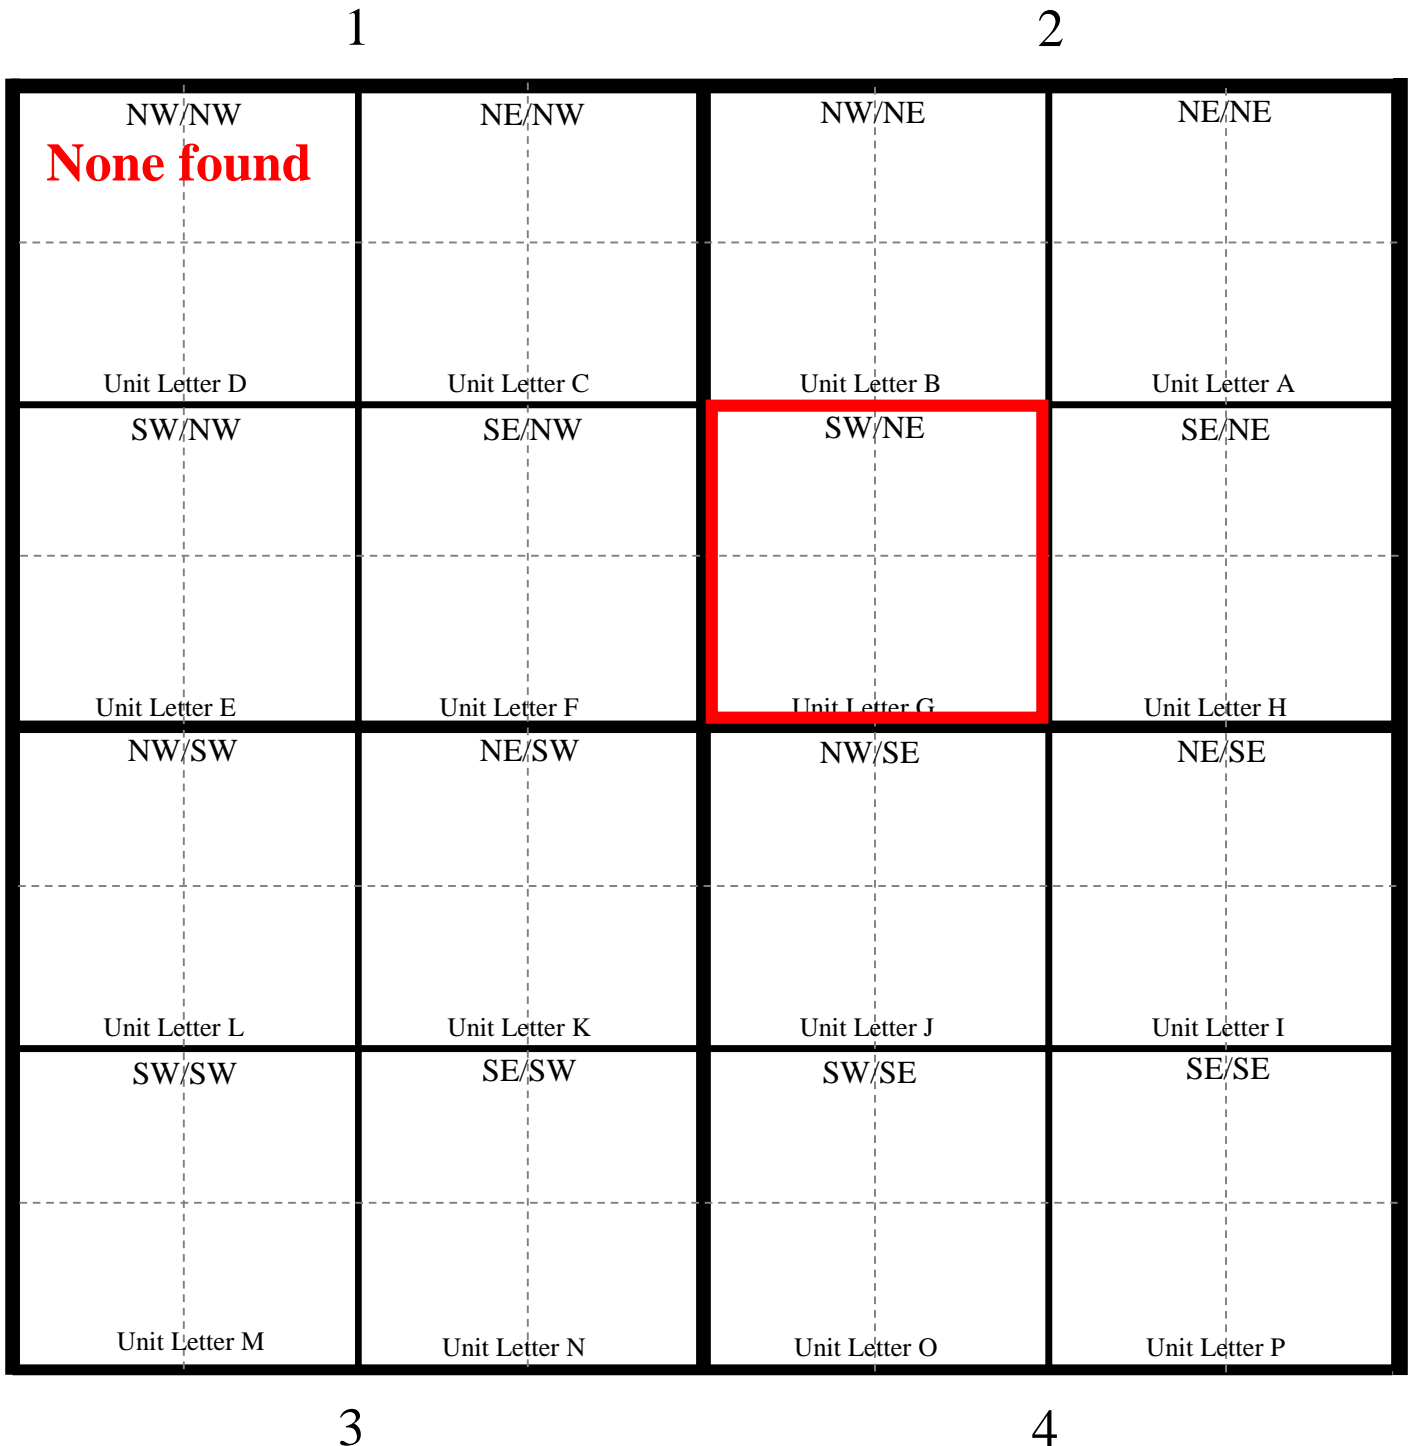 1 2
NW/NW NE/NW NW/NE NE/NE
None found
Unit Letter D Unit Letter C Unit Letter B Unit Letter A
SW/NW SE/NW SW/NE SE/NE
Unit Letter E Unit Letter F Unit Letter G Unit Letter H
NW/SW NE/SW NW/SE NE/SE
Unit Letter L Unit Letter K Unit Letter J Unit Letter I
SW/SW SE/SW SW/SE SE/SE
Unit Letter M Unit Letter N Unit Letter O Unit Letter P
3 4